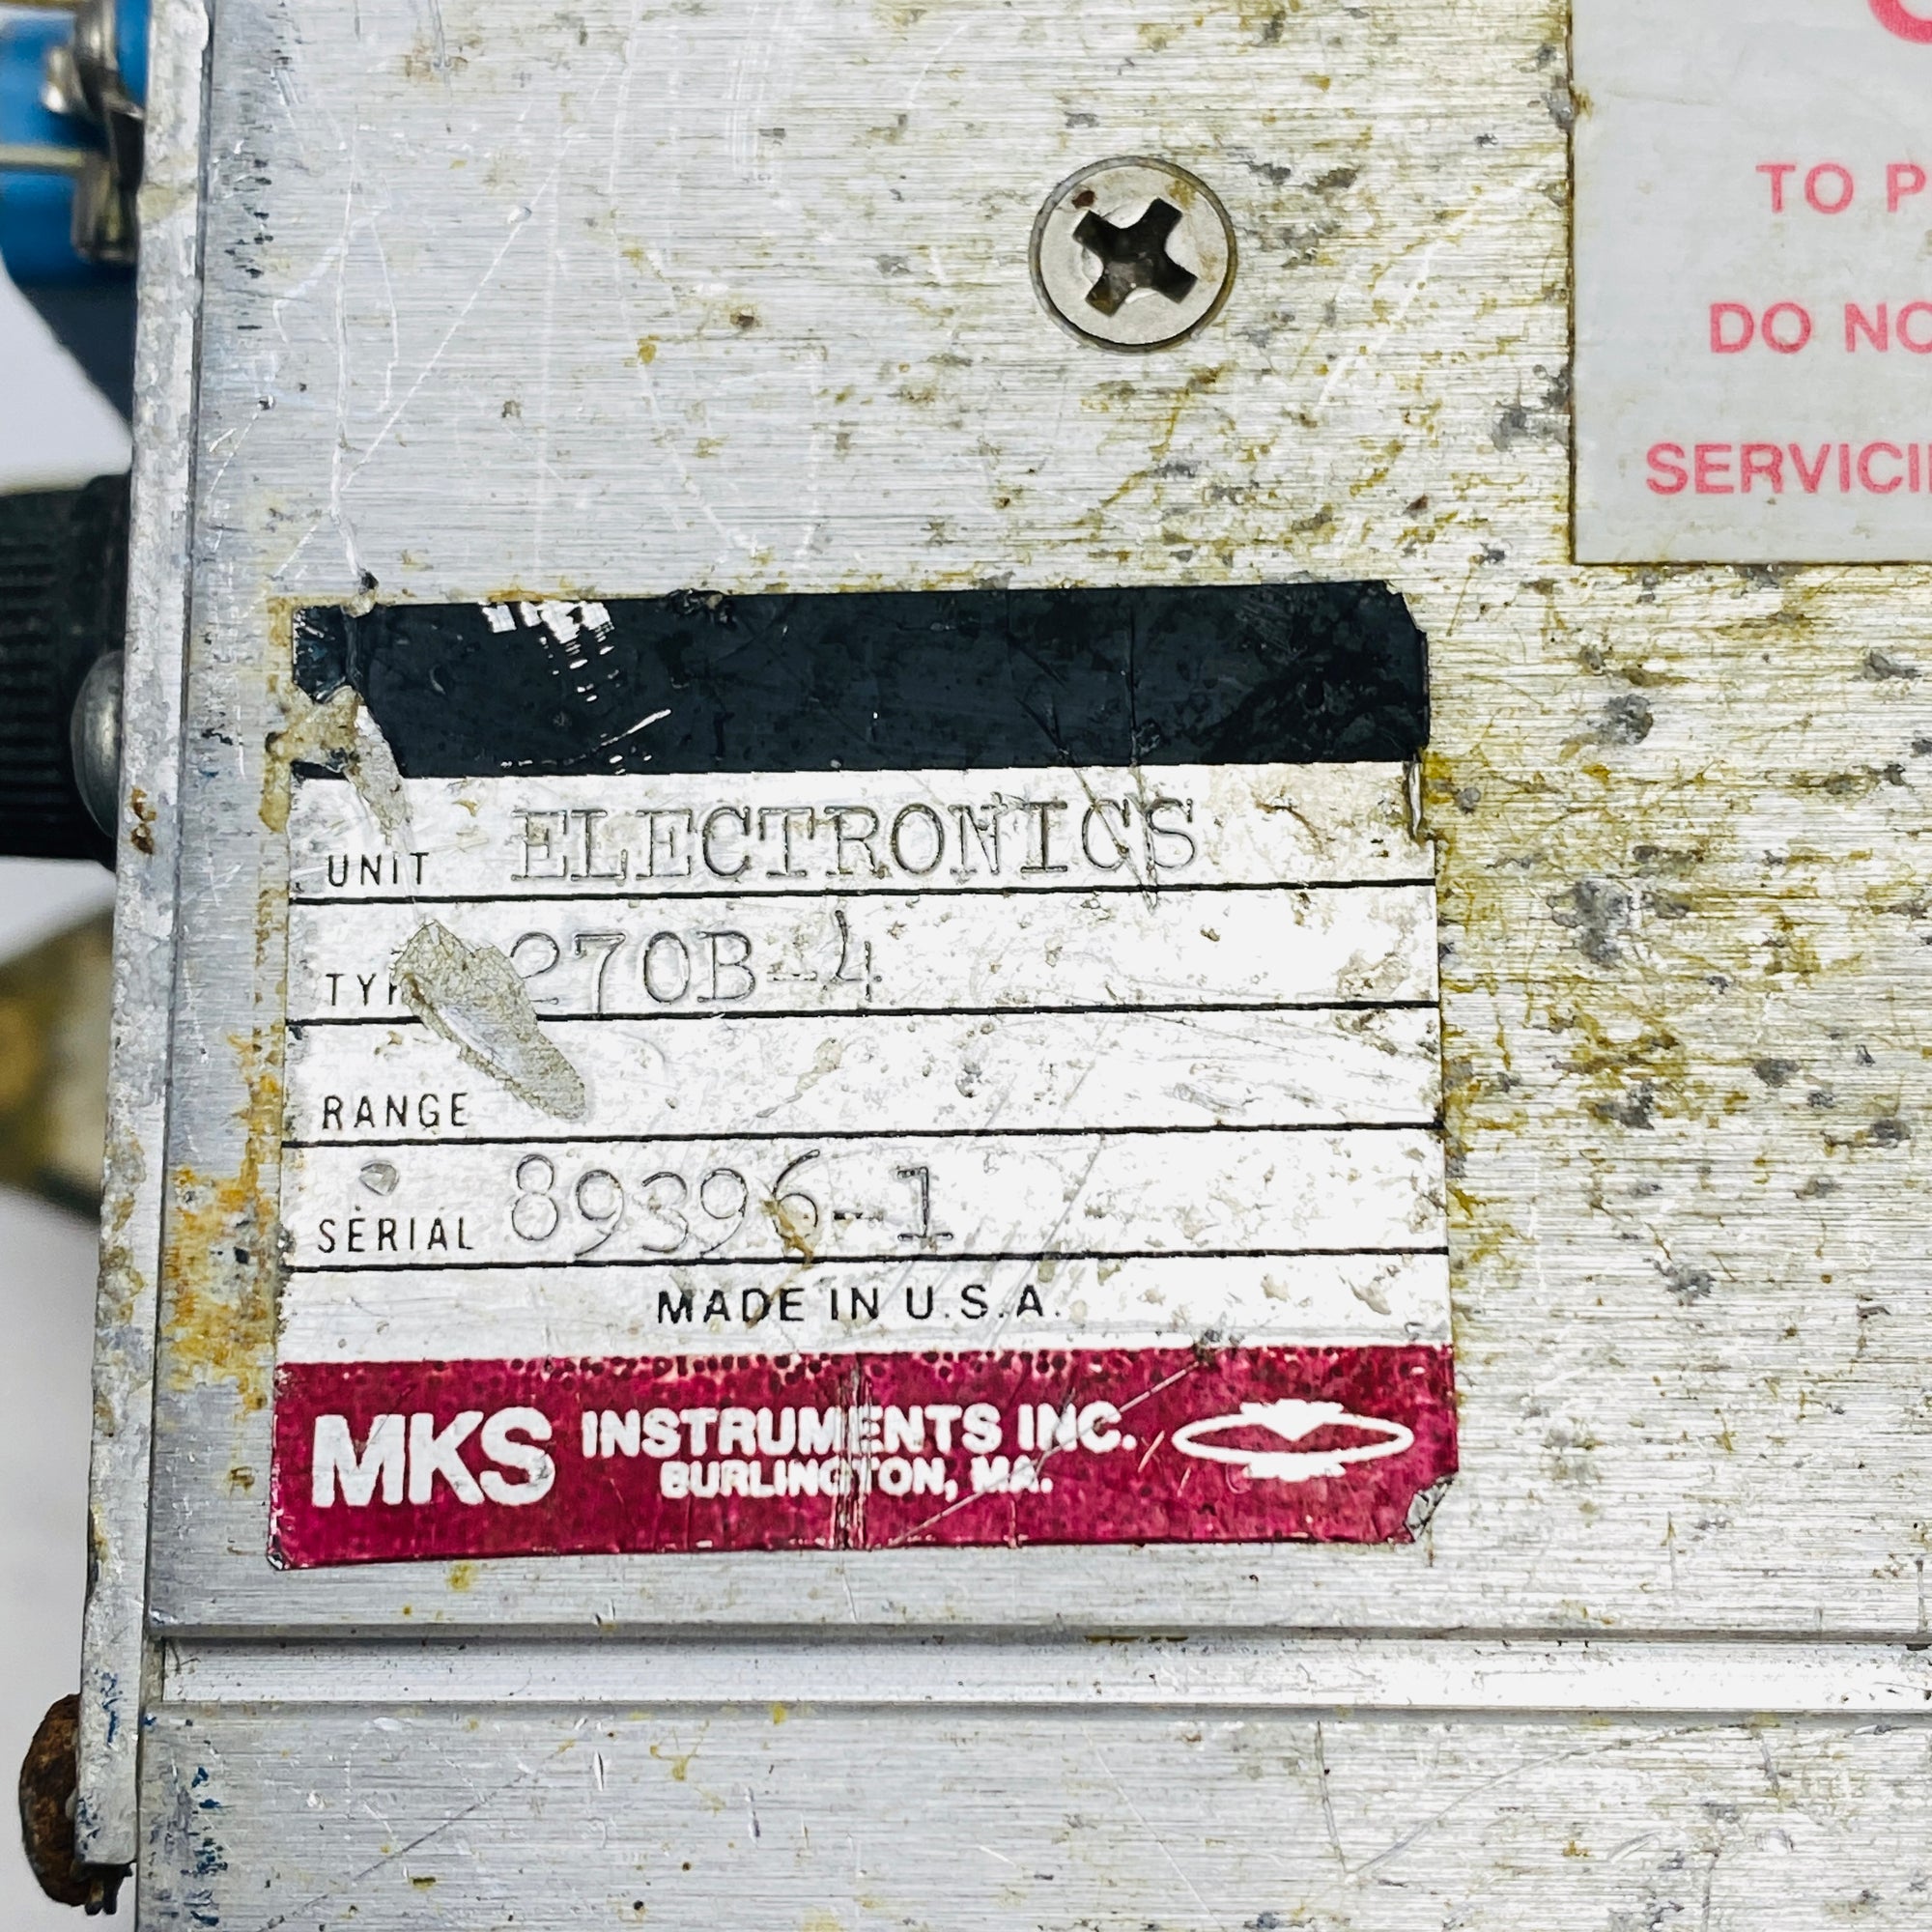 TO P
DO NO
SERVICI
UNIT ELECTRONICS
TYP 270B-4
RANGE
SERIAL 89396-1
MADE IN U.S.A.
MKS INSTRUMENTS INC.
BURLINGTON, MA.